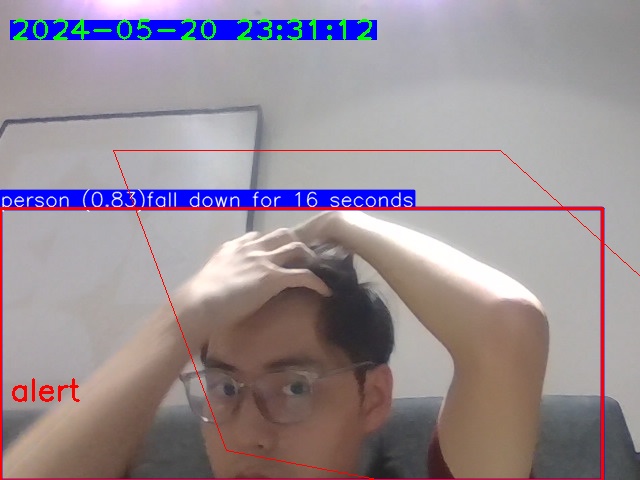 2024-05-20 23:31:12
person (0.83)fall down for 16 seconds
alert